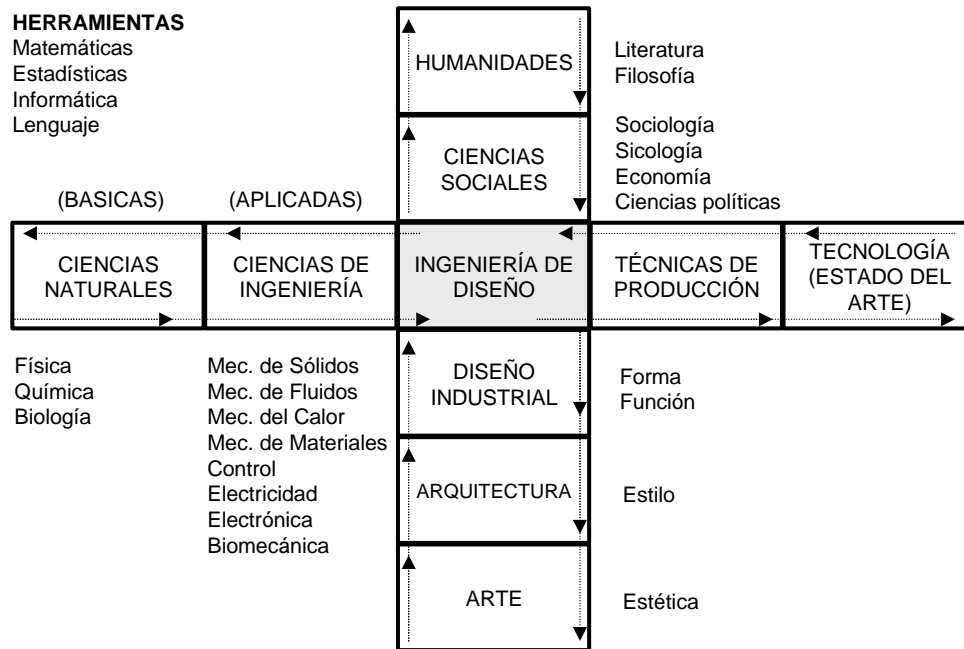 HERRAMIENTAS
Matemáticas
Estadísticas
Informática
Lenguaje
HUMANIDADES
Literatura
Filosofía
CIENCIAS
SOCIALES
Sociología
Sicología
Economía
Ciencias políticas
(BASICAS)
(APLICADAS)
CIENCIAS
NATURALES
CIENCIAS DE
INGENIERÍA
INGENIERÍA DE
DISEÑO
TÉCNICAS DE
PRODUCCIÓN
TECNOLOGÍA
(ESTADO DEL
ARTE)
Física
Química
Biología
Mec. de Sólidos
Mec. de Fluidos
Mec. del Calor
Mec. de Materiales
Control
Electricidad
Electrónica
Biomecánica
DISEÑO
INDUSTRIAL
Forma
Función
ARQUITECTURA
Estilo
ARTE
Estética